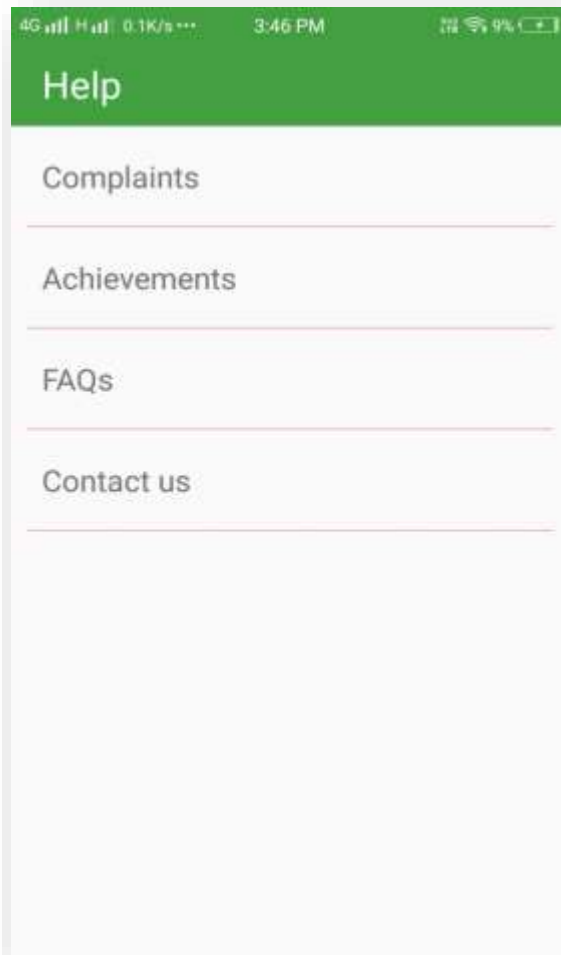 4G H 0.1K/s ••• 3:46 PM 9%
Help
Complaints
Achievements
FAQs
Contact us